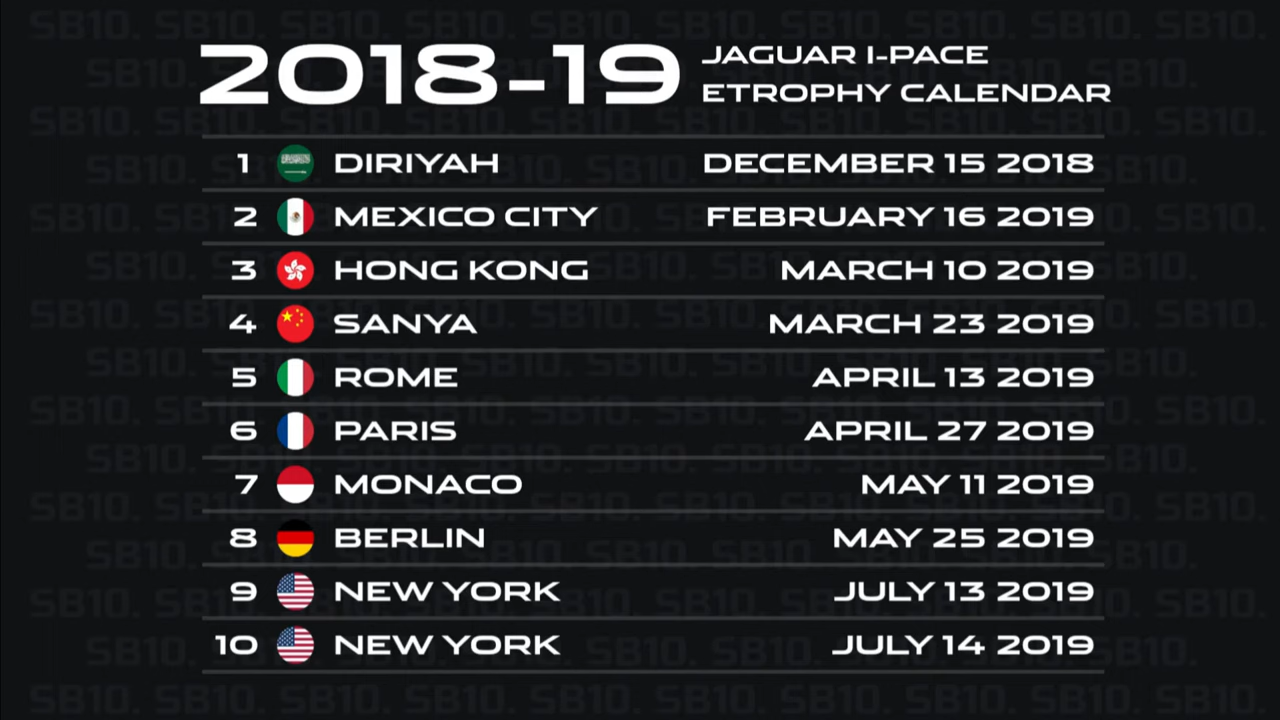 2018-19 JAGUAR I-PACE
ETROPHY CALENDAR
1 DIRIYAH DECEMBER 15 2018
2 MEXICO CITY FEBRUARY 16 2019
3 HONG KONG MARCH 10 2019
4 SANYA MARCH 23 2019
5 ROME APRIL 13 2019
6 PARIS APRIL 27 2019
7 MONACO MAY 11 2019
8 BERLIN MAY 25 2019
9 NEW YORK JULY 13 2019
10 NEW YORK JULY 14 2019